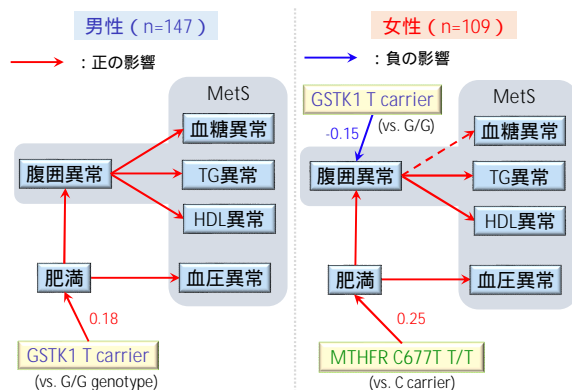 男性(n=147)
: 正の影響
MetS
血糖異常
腹囲異常
TG異常
HDL異常
肥満
血圧異常
0.18
GSTK1 T carrier
(vs. G/G genotype)
女性(n=109)
: 負の影響
GSTK1 T carrier
(vs. G/G)
MetS
-0.15
血糖異常
腹囲異常
TG異常
HDL異常
肥満
血圧異常
0.25
MTHFR C677T T/T
(vs. C carrier)